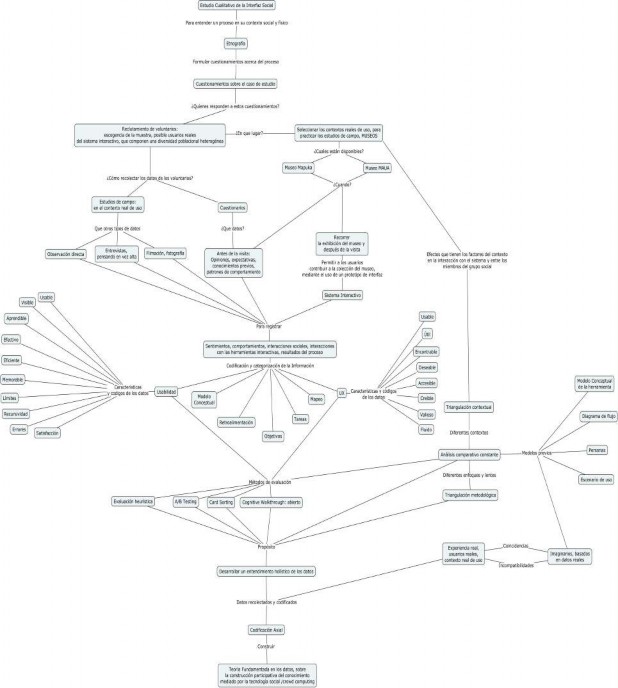 Estudio Cualitativo de la Interfaz Social
Para entender un proceso en su contexto social y físico
Etnografía
Formular cuestionamientos acerca del proceso
Cuestionamientos sobre el caso de estudio
¿Quienes responden a estos cuestionamientos?
Reclutamiento de voluntarios:
escogencia de la muestra, posible usuarios reales
del sistema interactivo, que componen una diversidad poblacional heterogénea
¿En que lugar?
Seleccionar los contextos reales de uso, para
practicar los estudios de campo, MUSEOS
¿Cuáles están disponibles?
Museo Mapuka
Museo MAUA
¿Cuando?
¿Cómo recolectar los datos de los voluntarios?
Estudios de campo:
en el contexto real de uso
Cuestionarios
Que otros tipos de datos
¿Que datos?
Observación directa
Entrevistas,
pensando en voz alta
Filmación, fotografía
Antes de la visita:
Opiniones, expectativas,
conocimientos previos,
patrones de comportamiento
Recorrer
la exhibición del museo y
después de la visita
Permitir a los usuarios
contribuir a la colección del museo,
mediante el uso de un prototipo de interfaz
Sistema Interactivo
Efectos que tienen los factores del contexto
en la interacción con el sistema y entre los
miembros del grupo social
Para registrar
Sentimientos, comportamientos, interacciones sociales, interacciones
con las herramientas interactivas, resultados del proceso
Codificación y categorización de la Información
Usable
Visible
Aprendible
Efectivo
Eficiente
Memorable
Límites
Recursividad
Errores
Satisfacción
Características
y codigos de los datos
Usabilidad
Modelo
Conceptual
Retroalimentación
Objetivos
Tareas
Mapeo
UX
Características y codigos
de los datos
Usable
Útil
Encontrable
Deseable
Accesible
Creíble
Valioso
Fluido
Triangulación contextual
Diferentes contextos
Análisis comparativo constante
Modelos previos
Modelo Conceptual
de la herramienta
Diagrama de flujo
Personas
Escenario de uso
Diferentes enfoques y lentes
Triangulación metodológica
Métodos de evaluación
Evaluación heurística
A/B Testing
Card Sorting
Cognitive Walkthrough: abierto
Proposito
Desarrollar un entendimiento holístico de los datos
Experiencia real,
usuarios reales,
contexto real de uso
Coincidencias
Incompatibilidades
Imaginarios, basados
en datos reales
Datos recolectados y codificados
Codificación Axial
Construir
Teoría Fundamentada en los datos, sobre
la construcción participativa del conocimiento
mediado por la tecnología social /crowd computing